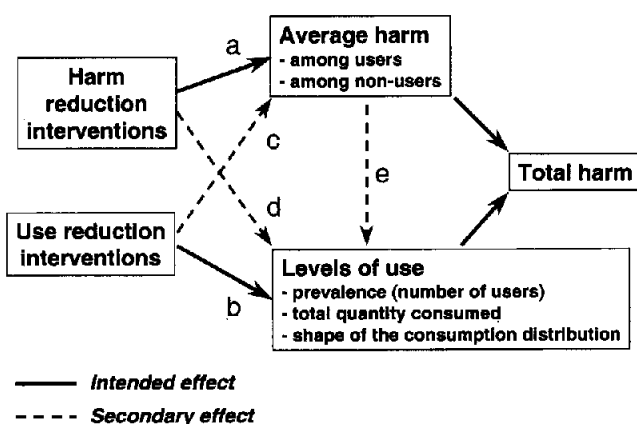 a
Average harm
- among users
- among non-users
Harm
reduction
interventions
c
e
Total harm
d
Use reduction
interventions
b
Levels of use
- prevalence (number of users)
- total quantity consumed
- shape of the consumption distribution
Intended effect
Secondary effect